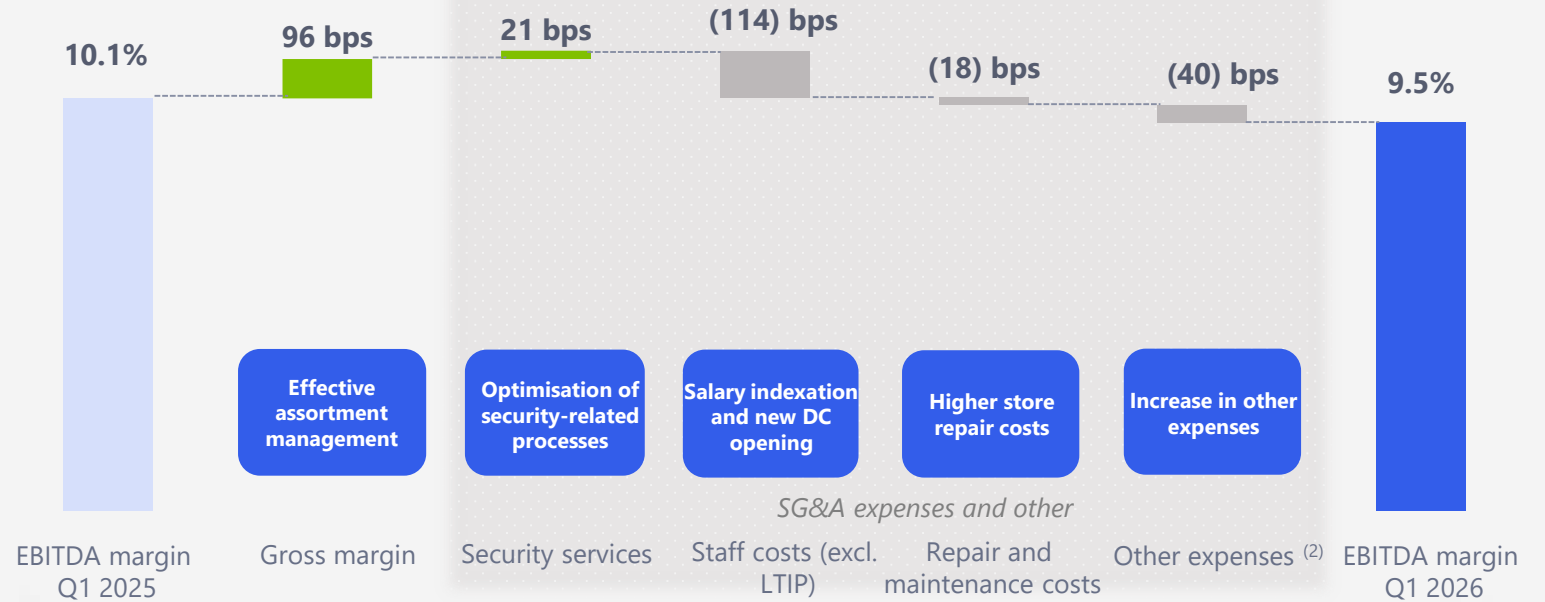 10.1%
96 bps
21 bps
(114) bps
(18) bps
(40) bps
9.5%
Effective
assortment
management
Optimisation of
security-related
processes
Salary indexation
and new DC
opening
Higher store
repair costs
Increase in other
expenses
SG&A expenses and other
EBITDA margin
Q1 2025
Gross margin
Security services
Staff costs (excl.
LTIP)
Repair and
maintenance costs
Other expenses (2)
EBITDA margin
Q1 2026